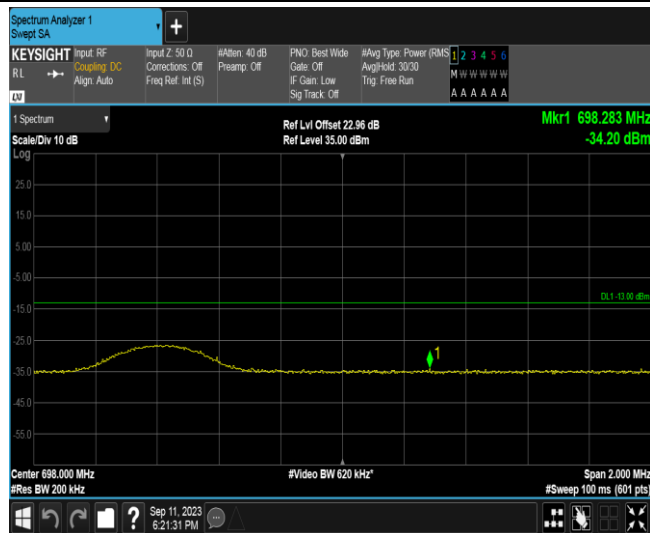 Spectrum Analyzer 1
Swept SA
+
KEYSIGHT Input: RF Input Z: 50 Ω #Atten: 40 dB PNO: Best Wide #Avg Type: Power (RMS 1 2 3 4 5 6
RL Coupling: DC Corrections: Off Preamp: Off Gate: Off Avg|Hold: 30/30 M W W W W W
Align: Auto Freq Ref: Int (S) IF Gain: Low Trig: Free Run
LXI Sig Track: Off A A A A A A
1 Spectrum Ref Lvl Offset 22.96 dB Mkr1 698.283 MHz
Scale/Div 10 dB Ref Level 35.00 dBm -34.20 dBm
Log
25.0
15.0
5.00
-5.00
DL1 -13.00 dBm
-15.0
-25.0
1
-35.0
-45.0
-55.0
Center 698.000 MHz #Video BW 620 kHz* Span 2.000 MHz
#Res BW 200 kHz #Sweep 100 ms (601 pts)
? Sep 11, 2023
6:21:31 PM